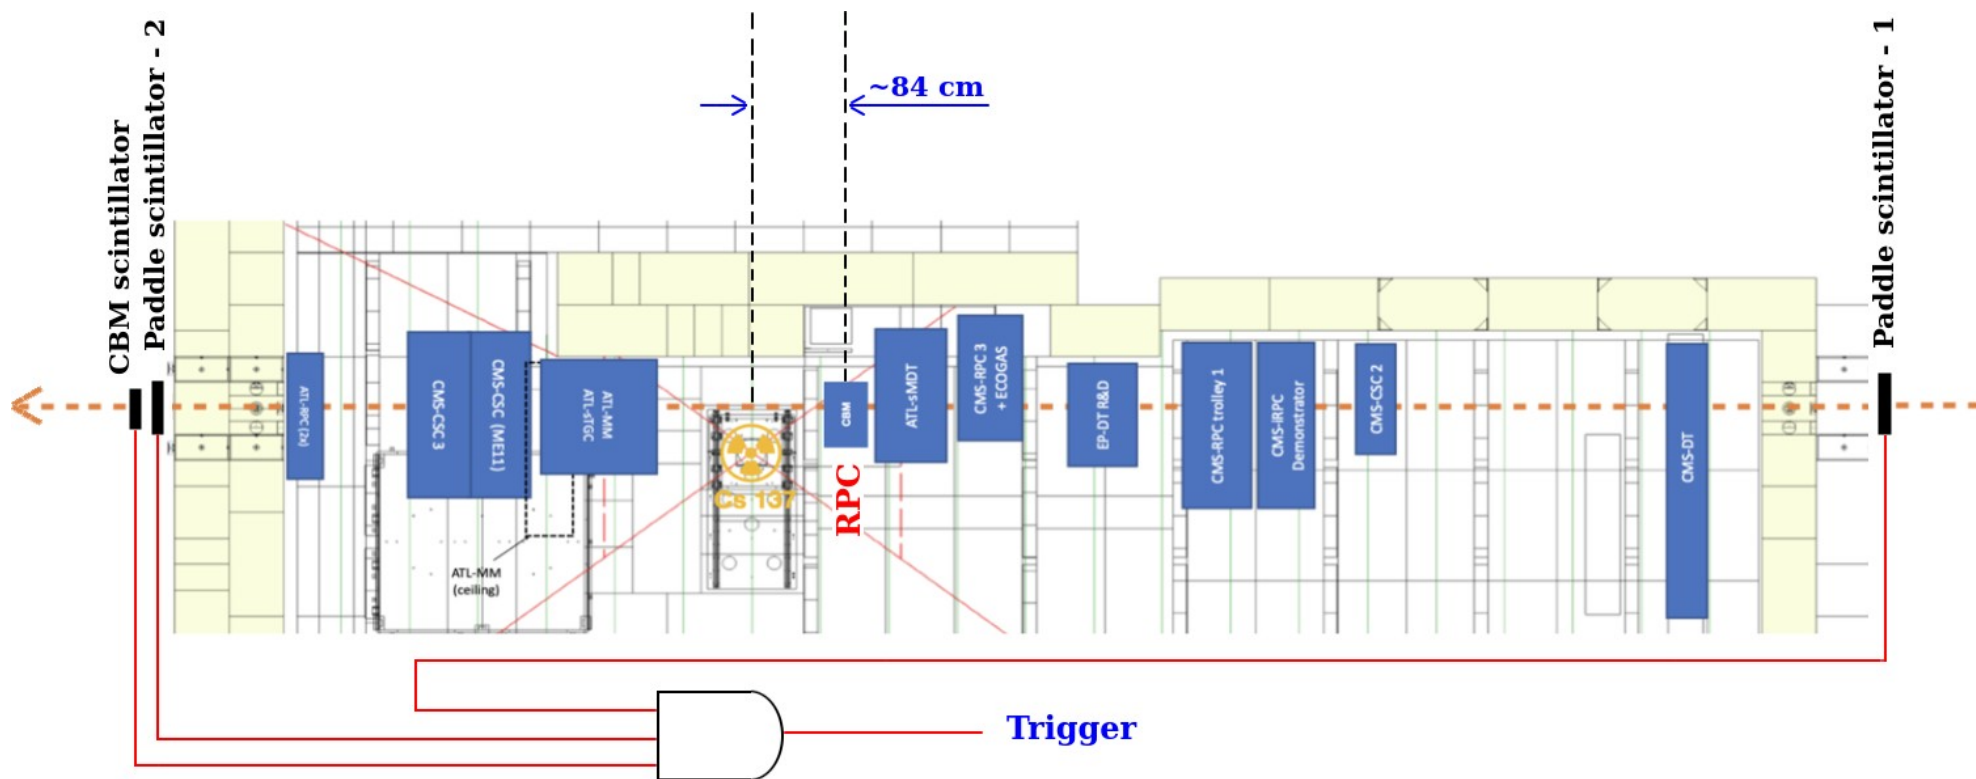 CBM scintillator
Paddle scintillator - 2
~84 cm
Paddle scintillator - 1
ATL-RPC (2x)
CMS-CSC 3
CMS-CSC (ME11)
ATL-MM
ATL-sTGC
ATL-MM
(ceiling)
Cs 137
CBM
RPC
ATL-sMDT
CMS-RPC 3
+ ECOGAS
EP-DT R&D
CMS-RPC trolley 1
CMS-iRPC
Demonstrator
CMS-CSC 2
CMS-DT
Trigger